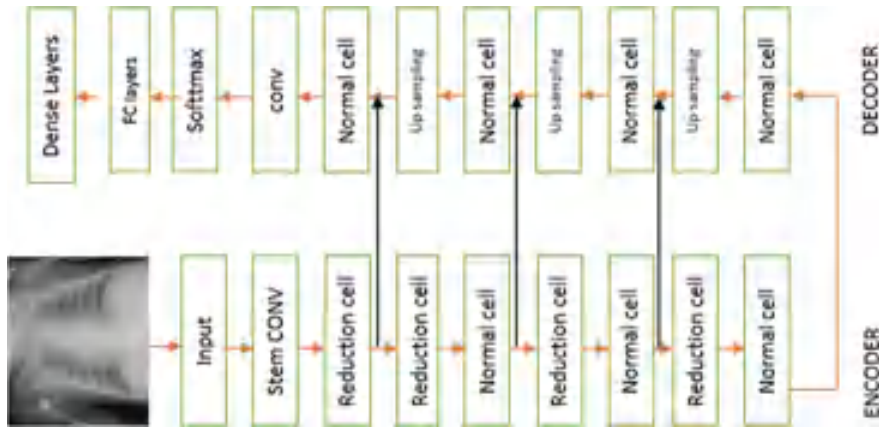 Input
Stem CONV
Reduction cell
Reduction cell
Normal cell
Reduction cell
Normal cell
Reduction cell
Normal cell
ENCODER
Dense Layers
FC layers
Softtmax
conv
Normal cell
Up sampling
Normal cell
Up sampling
Normal cell
Up sampling
Normal cell
DECODER